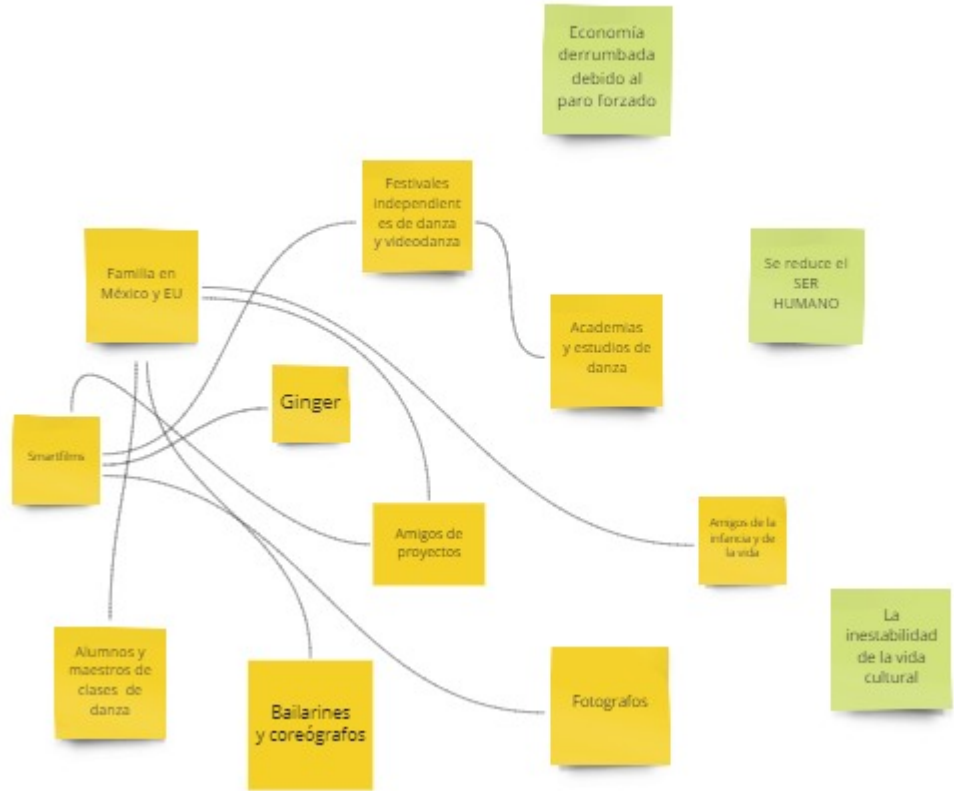 Economía
derrumbada
debido al
paro forzado
Festivales
independient
es de danza
y videodanza
Familia en
México y EU
Se reduce el
SER
HUMANO
Academias
y estudios de
danza
Ginger
Smartfilms
Amigos de
proyectos
Amigos de la
infancia y de
la vida
La
inestabilidad
de la vida
cultural
Alumnos y
maestros de
clases de
danza
Bailarines
y coreógrafos
Fotografos